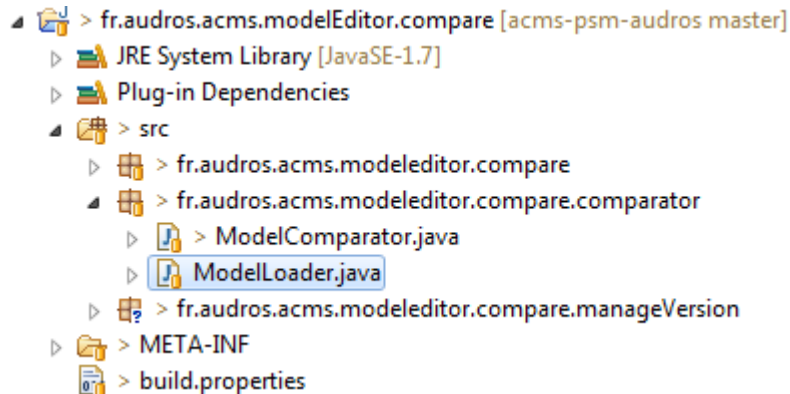 > fr.audros.acms.modelEditor.compare [acms-psm-audros master]
JRE System Library [JavaSE-1.7]
Plug-in Dependencies
> src
> fr.audros.acms.modeleditor.compare
> fr.audros.acms.modeleditor.compare.comparator
> ModelComparator.java
ModelLoader.java
> fr.audros.acms.modeleditor.compare.manageVersion
> META-INF
> build.properties